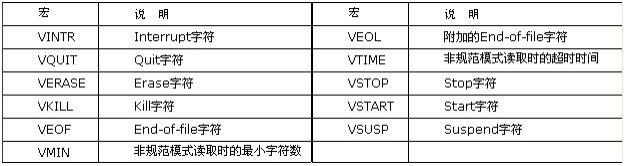 宏 说 明 宏 说 明
VINTR Interrupt字符 VEOL 附加的End-of-file字符
VQUIT Quit字符 VTIME 非规范模式读取时的超时时间
VERASE Erase字符 VSTOP Stop字符
VKILL Kill字符 VSTART Start字符
VEOF End-of-file字符 VSUSP Suspend字符
VMIN 非规范模式读取时的最小字符数